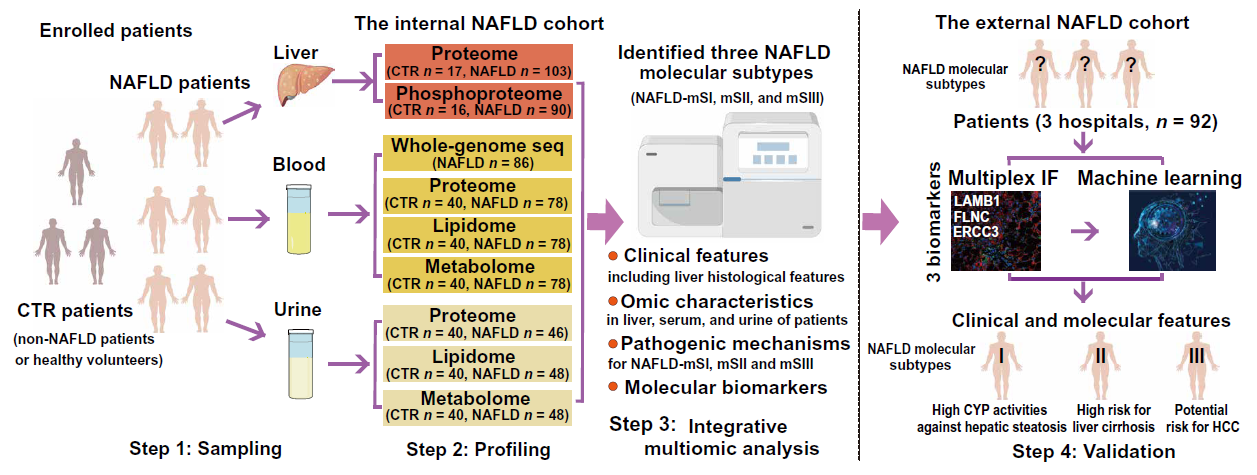 Enrolled patients
NAFLD patients
CTR patients
(non-NAFLD patients
or healthy volunteers)
Liver
Blood
Urine
Step 1: Sampling
The internal NAFLD cohort
Proteome
(CTR n = 17, NAFLD = 103)
Phosphoproteome
(CTR n = 16, NAFLD n = 90)
Whole-genome seq
(NAFLD n = 86)
Proteome
(CTR n = 40, NAFLD n = 78)
Lipidome
(CTR n = 40, NAFLD n = 78)
Metabolome
(CTR n = 40, NAFLD n = 78)
Proteome
(CTR n = 40, NAFLD n = 46)
Lipidome
(CTR n = 40, NAFLD n = 48)
Metabolome
(CTR n = 40, NAFLD n = 48)
Step 2: Profiling
Identified three NAFLD
molecular subtypes
(NAFLD-mSI, mSII, and mSIII)
Clinical features
including liver histological features
Omic characteristics
in liver, serum, and urine of patients
Pathogenic mechanisms
for NAFLD-mSI, mSII and mSIII
Molecular biomarkers
Step 3: Integrative
multiomic analysis
The external NAFLD cohort
NAFLD molecular
subtypes
? ? ?
Patients (3 hospitals, n = 92)
3 biomarkers
Multiplex IF
LAMB1
FLNC
ERCC3
Machine learning
Clinical and molecular features
NAFLD molecular
subtypes
I II III
High CYP activities
against hepatic steatosis
High risk for
liver cirrhosis
Potential
risk for HCC
Step 4: Validation